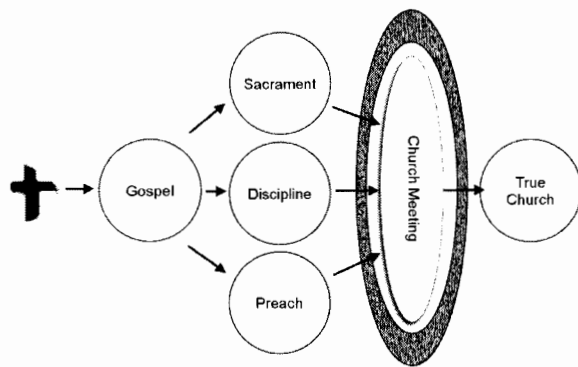 Sacrament
Gospel
Discipline
Preach
Church Meeting
True
Church